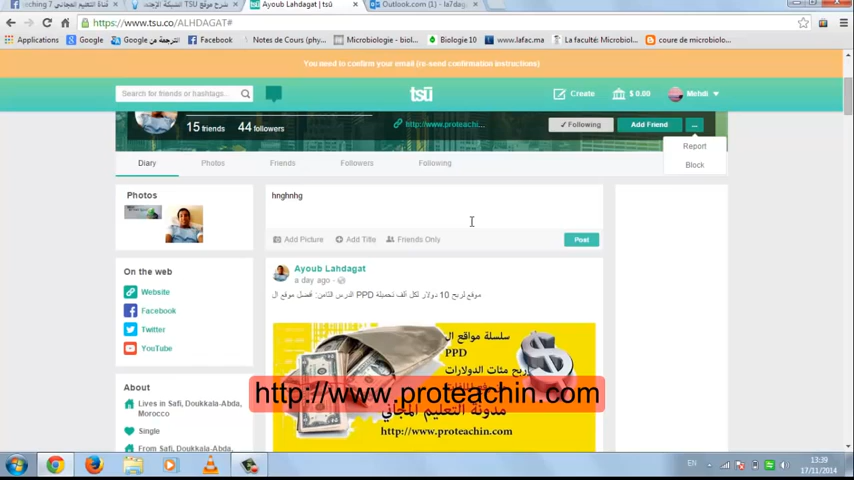 Ayoub Lahdagat | tsū
Outlook.com (1) - la7dag
https://www.tsu.co/ALHDAGAT#
Applications
Google
الترجمة من Google
Facebook
Notes de Cours (phy...
Microbiologie - biol...
Biologie 10
www.lafac.ma
La faculté: Microbiol...
coure de microbiolo...
You need to confirm your email (re-send confirmation instructions)
Search for friends or hashtags...
tsū
Create
$ 0.00
Mehdi
15 friends
44 followers
http://www.proteachi...
✓ Following
Add Friend
...
Report
Block
Diary
Photos
Friends
Followers
Following
Photos
hnghnhg
Add Picture
Add Title
Friends Only
Post
On the web
Website
Facebook
Twitter
YouTube
Ayoub Lahdagat
a day ago -
الدرس الثامن: أفضل موقع ال PPD موقع لربح 10 دولار لكل ألف تحميلة
سلسلة مواقع ال
PPD
ربح مئات الدولارات
http://www.proteachin.com
مدونة التعليم المجاني
http://www.proteachin.com
About
Lives in Safi, Doukkala-Abda,
Morocco
Single
From Safi, Doukkala-Abda,
EN
13:39
17/11/2014